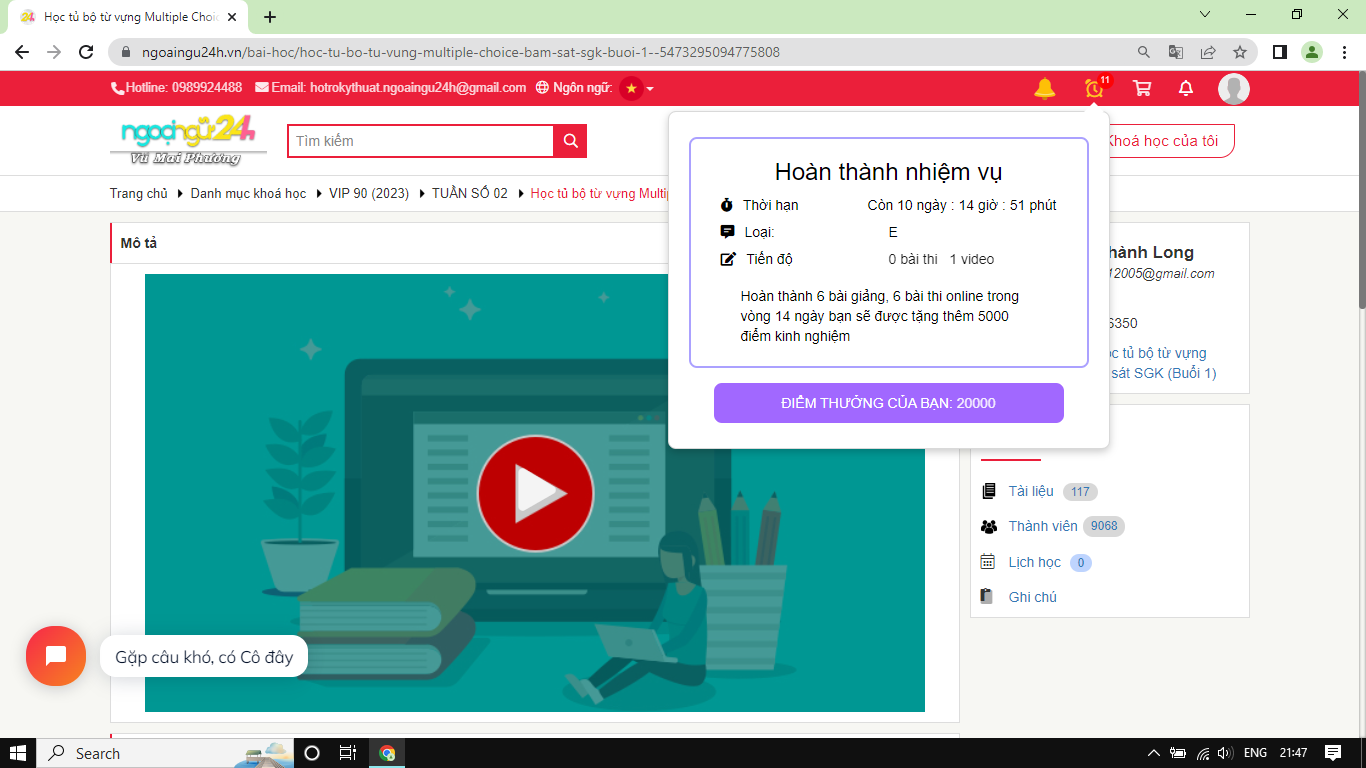 Học tủ bộ từ vựng Multiple Choic
ngoaingu24h.vn/bai-hoc/hoc-tu-bo-tu-vung-multiple-choice-bam-sat-sgk-buoi-1--5473295094775808
Hotline: 0989924488 Email: hotrokythuat.ngoaingu24h@gmail.com Ngôn ngữ:
11
ngoạingữ24h
Vũ Mai Phương
Tìm kiếm
Khoá học của tôi
Trang chủ Danh mục khoá học VIP 90 (2023) TUẦN SỐ 02 Học tủ bộ từ vựng Multip
Mô tả
Hoàn thành nhiệm vụ
Thời hạn Còn 10 ngày : 14 giờ : 51 phút
Loại: E
Tiến độ 0 bài thi 1 video
Hoàn thành 6 bài giảng, 6 bài thi online trong
vòng 14 ngày bạn sẽ được tặng thêm 5000
điểm kinh nghiệm
ĐIỂM THƯỞNG CỦA BẠN: 20000
hành Long
12005@gmail.com
6350
ọc tủ bộ từ vựng
sát SGK (Buổi 1)
Tài liệu 117
Thành viên 9068
Lịch học 0
Ghi chú
Gặp câu khó, có Cô đây
Search
ENG 21:47